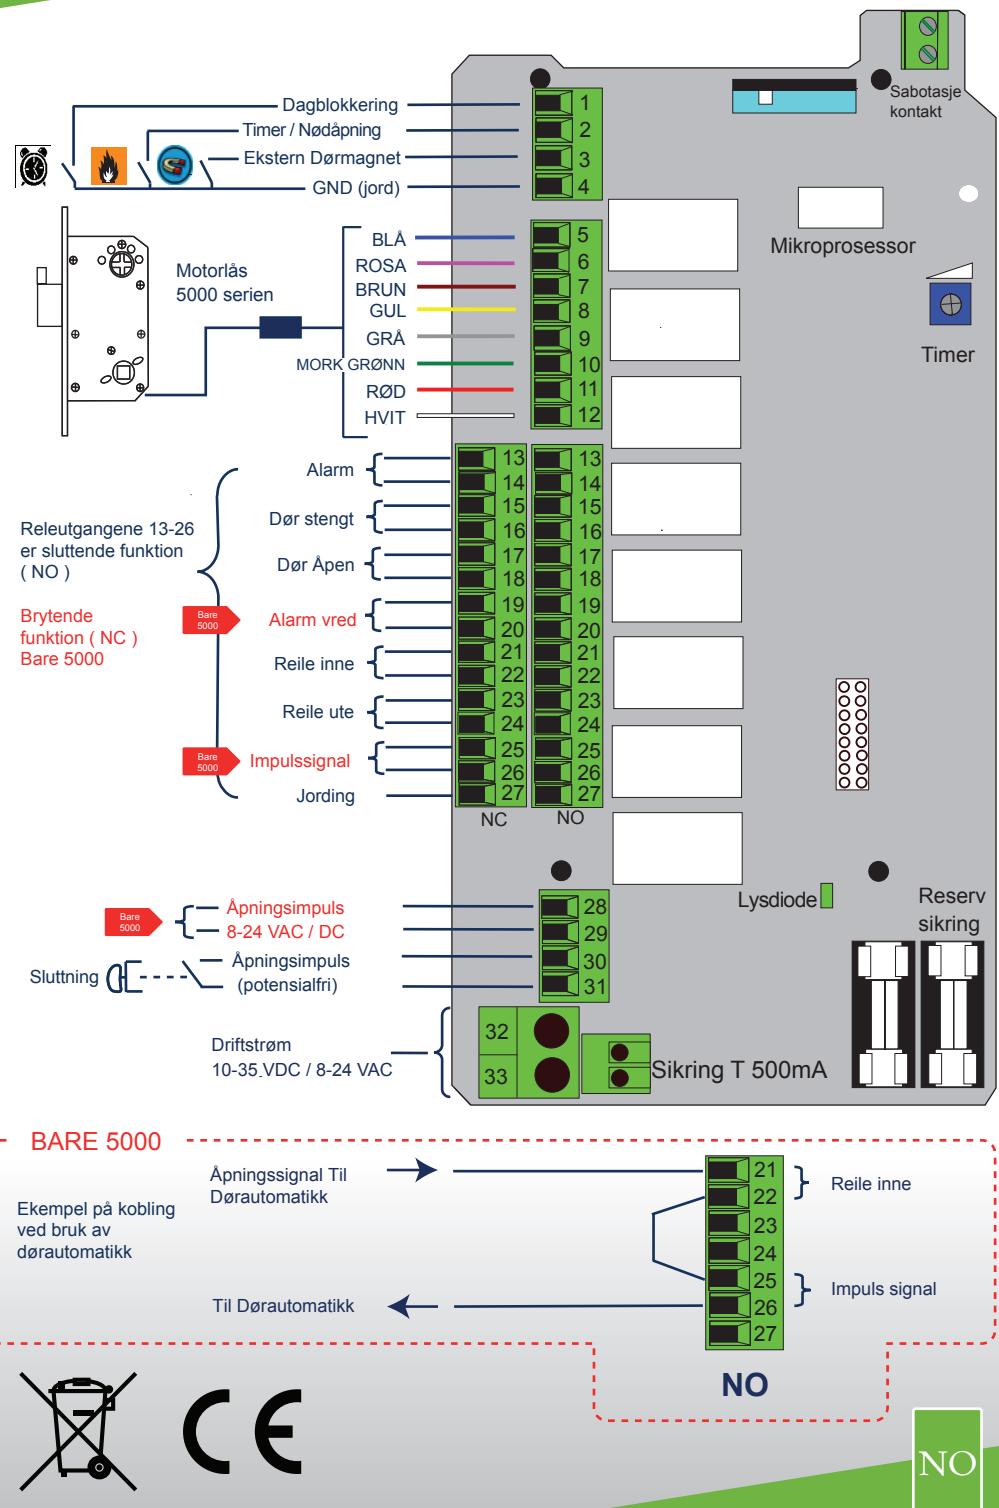 Sabotasje
kontakt
Dagblokkering
Timer / Nødåpning
Ekstern Dørmagnet
GND (jord)
1
2
3
4
Mikroprosessor
Timer
Motorlås
5000 serien
BLÅ
ROSA
BRUN
GUL
GRÅ
MORK GRØNN
RØD
HVIT
5
6
7
8
9
10
11
12
Releutgangene 13-26
er sluttende funktion
( NO )
Brytende
funktion ( NC )
Bare 5000
Alarm
Dør stengt
Dør Åpen
Bare
5000
Alarm vred
Reile inne
Reile ute
Bare
5000
Impulssignal
Jording
13 13
14 14
15 15
16 16
17 17
18 18
19 19
20 20
21 21
22 22
23 23
24 24
25 25
26 26
27 27
NC NO
Lysdiode
Reserv
sikring
Bare
5000
Åpningsimpuls
8-24 VAC / DC
Sluttning
Åpningsimpuls
(potensialfri)
28
29
30
31
Driftstrøm
10-35 VDC / 8-24 VAC
32
33
Sikring T 500mA
BARE 5000
Ekempel på kobling
ved bruk av
dørautomatikk
Åpningssignal Til
Dørautomatikk
Til Dørautomatikk
21
22
23
24
25
26
27
Reile inne
Impuls signal
NO
CE
NO